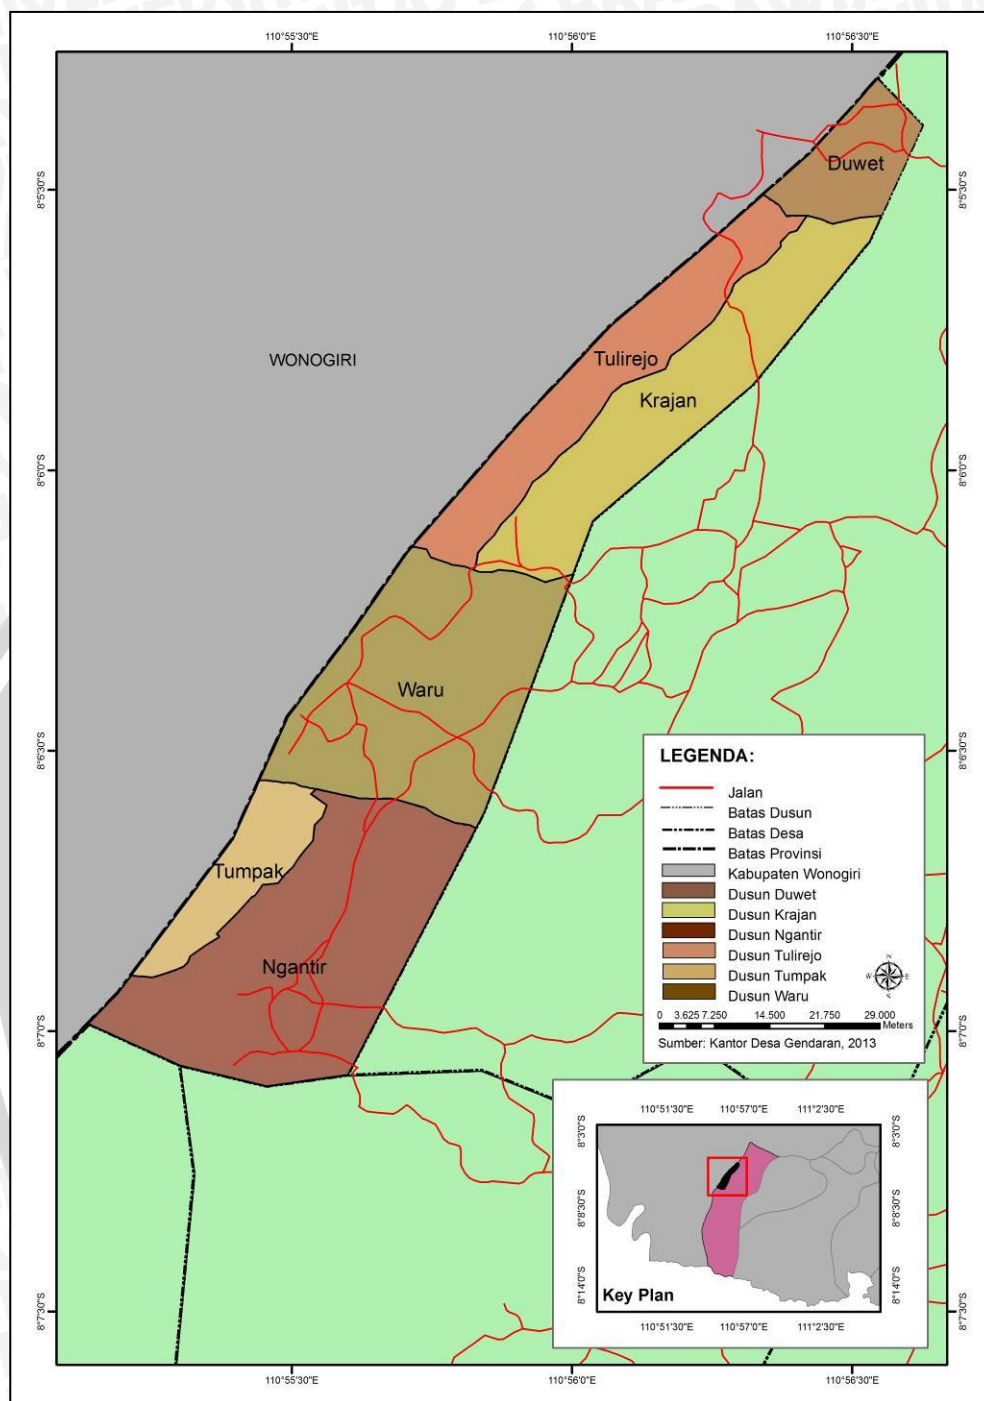 110°55'30"E
110°56'0"E
110°56'30"E
8°5'30"S
8°5'30"S
Duwet
WONOGIRI
Tulirejo
Krajan
8°6'0"S
8°6'0"S
Waru
8°6'30"S
8°6'30"S
Tumpak
Ngantir
LEGENDA:
Jalan
Batas Dusun
Batas Desa
Batas Provinsi
Kabupaten Wonogiri
Dusun Duwet
Dusun Krajan
Dusun Ngantir
Dusun Tulirejo
Dusun Tumpak
Dusun Waru
N
W
E
S
0 3.625 7.250 14.500 21.750 29.000
Meters
Sumber: Kantor Desa Gendaran, 2013
8°7'0"S
8°7'0"S
110°51'30"E 110°57'0"E 111°2'30"E
8°3'0"S
8°3'0"S
8°8'30"S
8°8'30"S
8°14'0"S
8°14'0"S
Key Plan
110°51'30"E 110°57'0"E 111°2'30"E
8°7'30"S
8°7'30"S
110°55'30"E
110°56'0"E
110°56'30"E